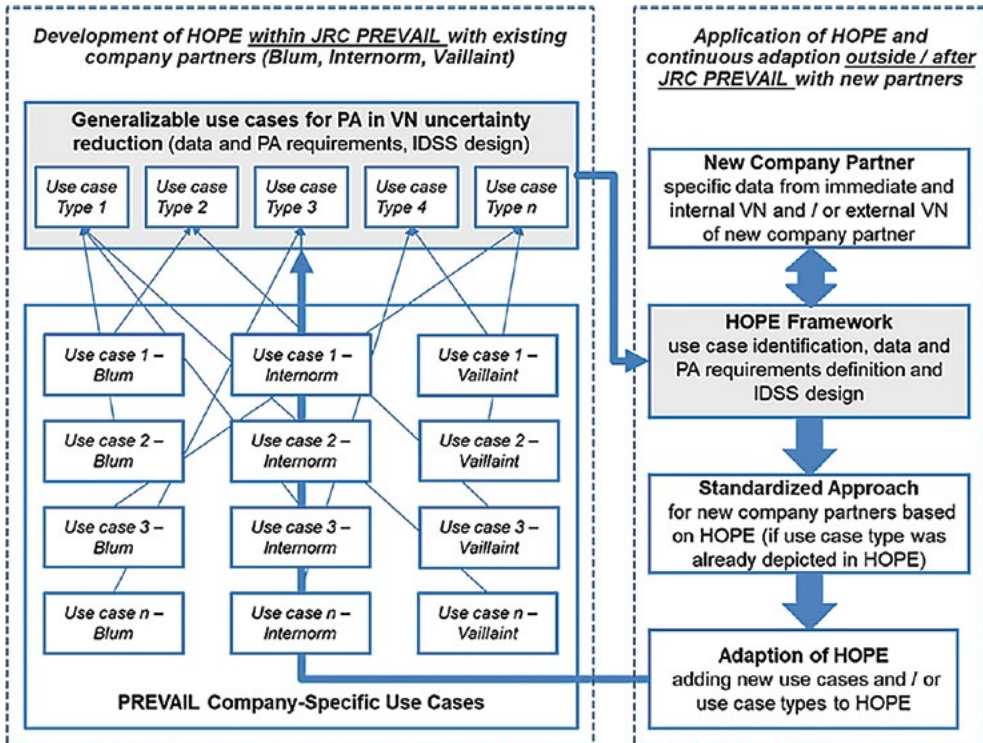 Development of HOPE within JRC PREVAIL with existing
company partners (Blum, Internorm, Vaillaint)
Generalizable use cases for PA in VN uncertainty
reduction (data and PA requirements, IDSS design)
Use case
Type 1
Use case
Type 2
Use case
Type 3
Use case
Type 4
Use case
Type n
Use case 1 –
Blum
Use case 1 –
Internorm
Use case 1 –
Vaillaint
Use case 2 –
Blum
Use case 2 –
Internorm
Use case 2 –
Vaillaint
Use case 3 –
Blum
Use case 3 –
Internorm
Use case 3 –
Vaillaint
Use case n –
Blum
Use case n –
Internorm
Use case n –
Vaillaint
PREVAIL Company-Specific Use Cases
Application of HOPE and
continuous adaption outside / after
JRC PREVAIL with new partners
New Company Partner
specific data from immediate and
internal VN and / or external VN
of new company partner
HOPE Framework
use case identification, data and
PA requirements definition and
IDSS design
Standardized Approach
for new company partners based
on HOPE (if use case type was
already depicted in HOPE)
Adaption of HOPE
adding new use cases and / or
use case types to HOPE